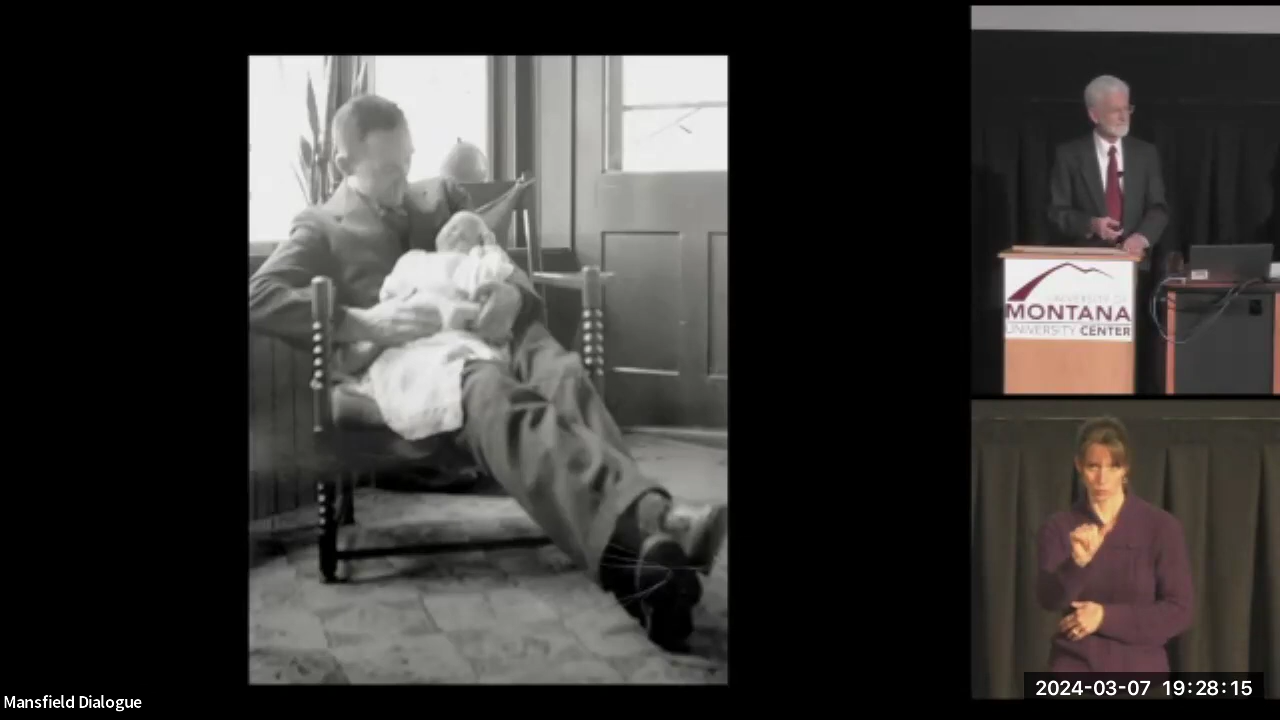 UNIVERSITY OF
MONTANA
UNIVERSITY CENTER
2024-03-07 19:28:15
Mansfield Dialogue